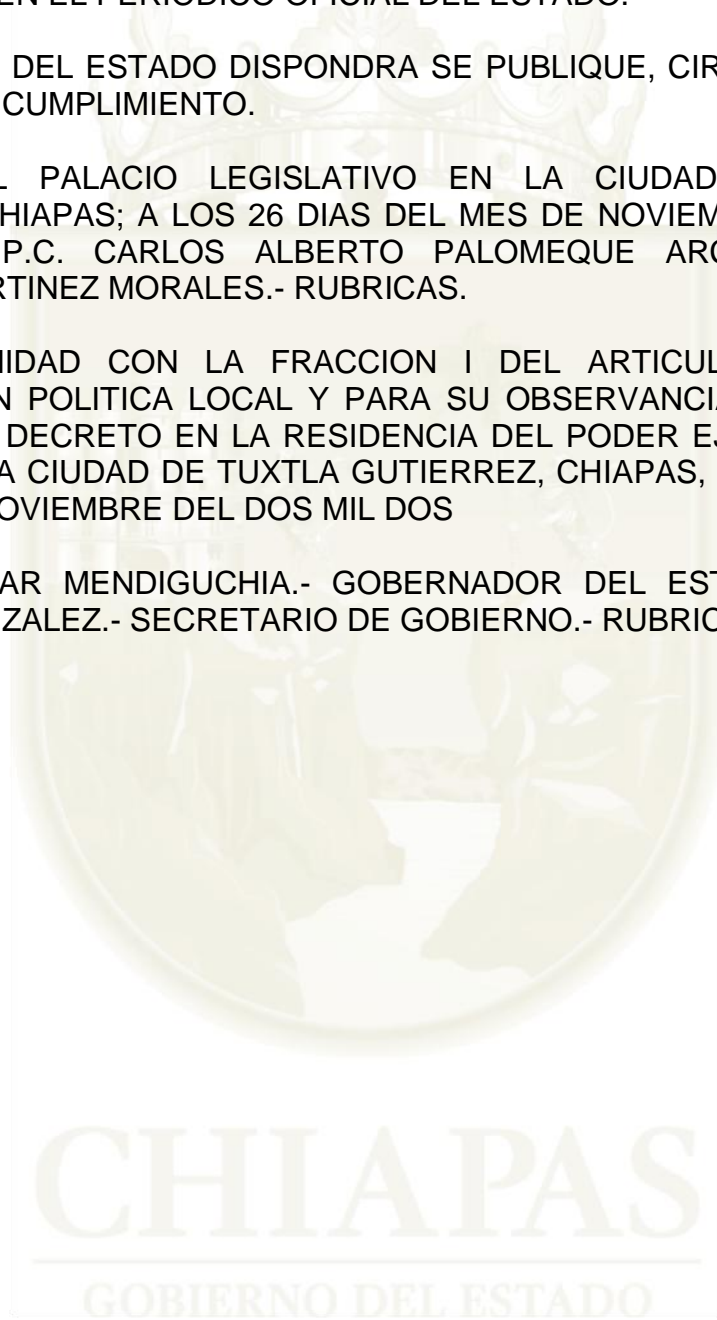 EN EL PERIODICO OFICIAL DEL ESTADO.
DEL ESTADO DISPONDRA SE PUBLIQUE, CIR
CUMPLIMIENTO.
L PALACIO LEGISLATIVO EN LA CIUDAD
HIAPAS; A LOS 26 DIAS DEL MES DE NOVIEM
P.C. CARLOS ALBERTO PALOMEQUE ARC
RTINEZ MORALES.- RUBRICAS.
IDAD CON LA FRACCION I DEL ARTICUL
N POLITICA LOCAL Y PARA SU OBSERVANCIA
DECRETO EN LA RESIDENCIA DEL PODER EJ
A CIUDAD DE TUXTLA GUTIERREZ, CHIAPAS,
OVIEMBRE DEL DOS MIL DOS
AR MENDIGUCHIA.- GOBERNADOR DEL EST
ZALEZ.- SECRETARIO DE GOBIERNO.- RUBRIC
CHIAPAS
GOBIERNO DEL ESTADO